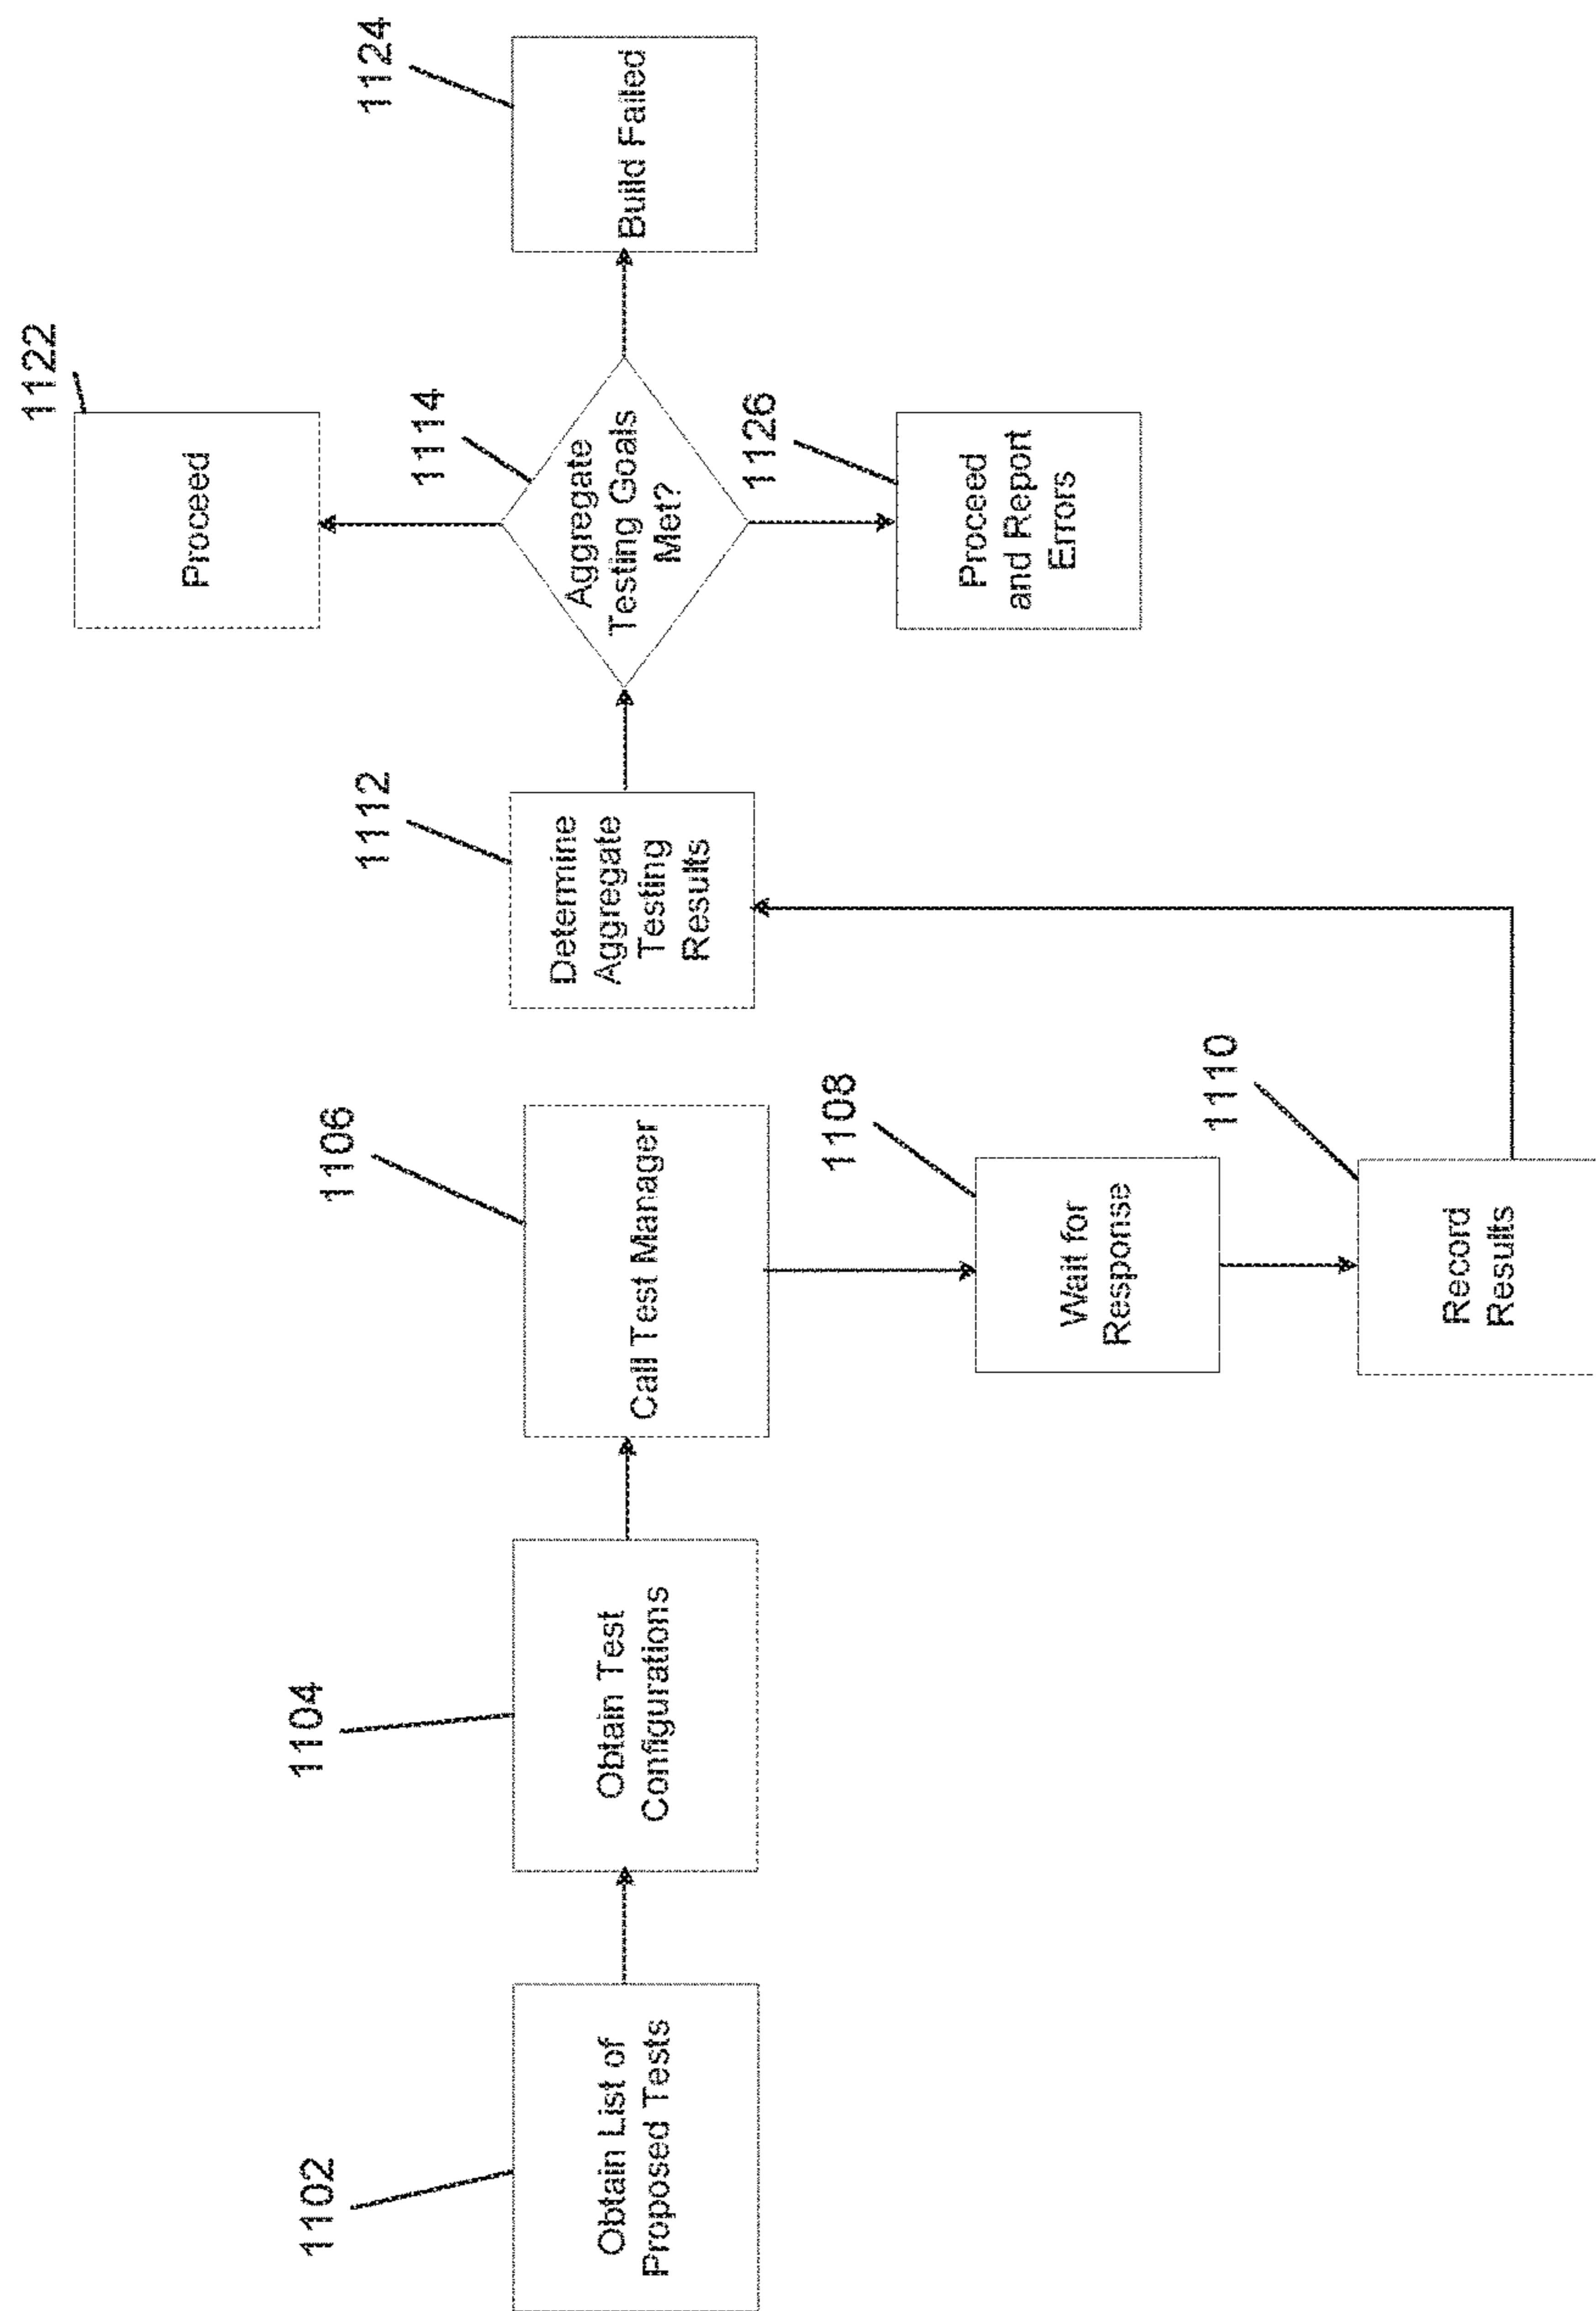 1102
Obtain List of
Proposed Tests
1104
Obtain Test
Configurations
1106
Call Test Manager
1108
Wait for
Response
1110
Record
Results
1112
Determine
Aggregate
Testing
Results
1114
Aggregate
Testing Goals
Met?
1122
Proceed
1124
Build Failed
1126
Proceed
and Report
Errors